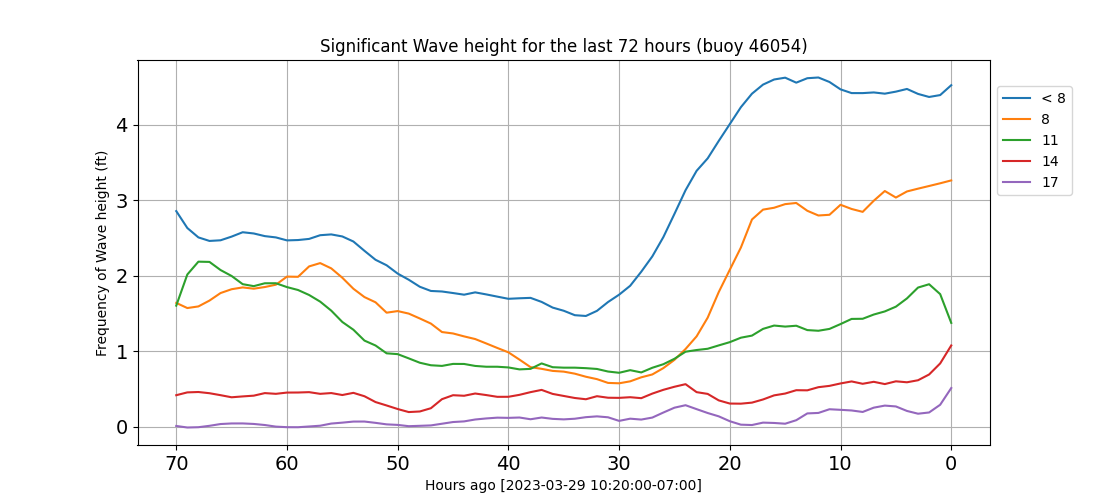 Significant Wave height for the last 72 hours (buoy 46054)
Frequency of Wave height (ft)
4
3
2
1
0
70 60 50 40 30 20 10 0
Hours ago [2023-03-29 10:20:00-07:00]
< 8
8
11
14
17